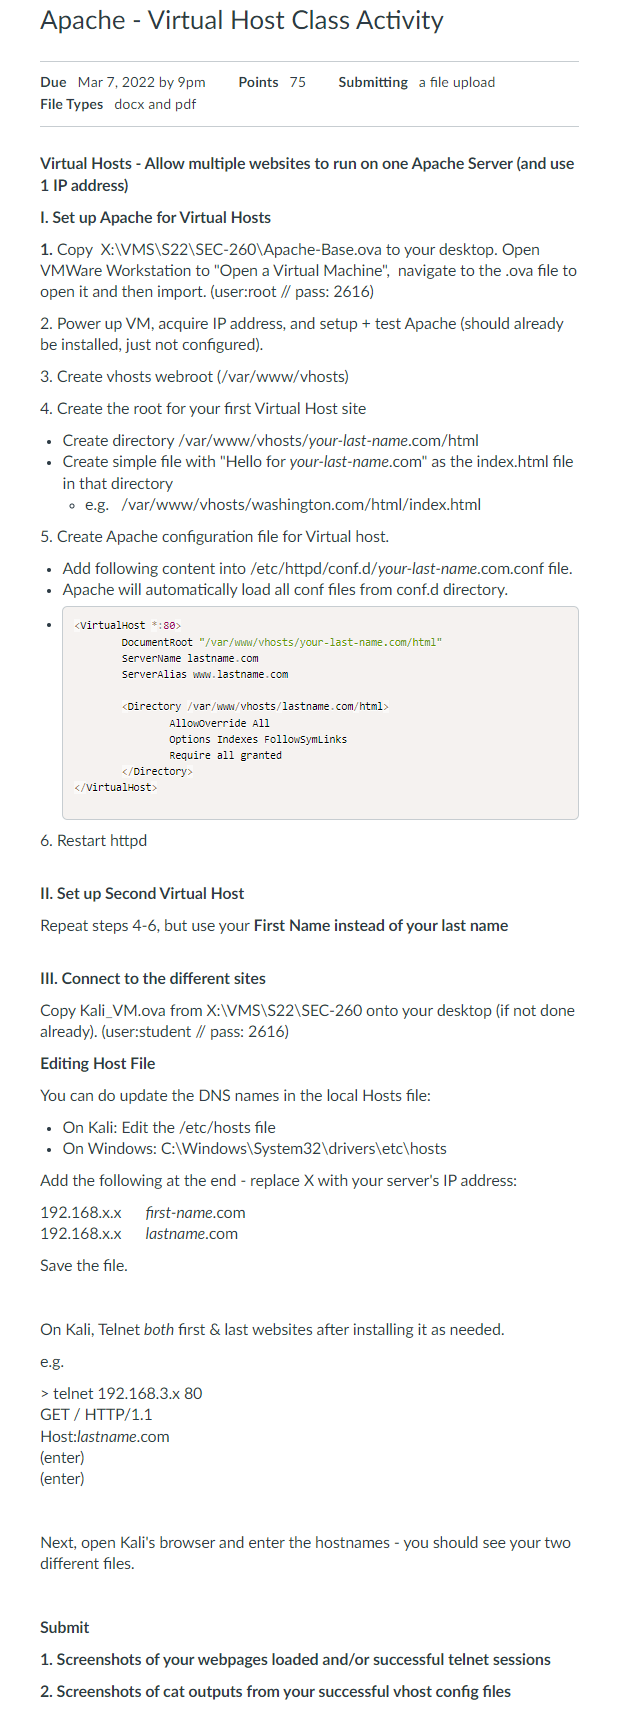 Apache - Virtual Host Class Activity
Due Mar 7, 2022 by 9pm Points 75 Submitting a file upload
File Types docx and pdf
Virtual Hosts - Allow multiple websites to run on one Apache Server (and use
1 IP address)
I. Set up Apache for Virtual Hosts
1. Copy X:\VMS\S22\SEC-260\Apache-Base.ova to your desktop. Open
VMWare Workstation to "Open a Virtual Machine", navigate to the .ova file to
open it and then import. (user:root // pass: 2616)
2. Power up VM, acquire IP address, and setup + test Apache (should already
be installed, just not configured).
3. Create vhosts webroot (/var/www/vhosts)
4. Create the root for your first Virtual Host site
• Create directory /var/www/vhosts/your-last-name.com/html
• Create simple file with "Hello for your-last-name.com" as the index.html file
in that directory
◦ e.g. /var/www/vhosts/washington.com/html/index.html
5. Create Apache configuration file for Virtual host.
• Add following content into /etc/httpd/conf.d/your-last-name.com.conf file.
• Apache will automatically load all conf files from conf.d directory.
• <VirtualHost *:80>
DocumentRoot "/var/www/vhosts/your-last-name.com/html"
ServerName lastname.com
ServerAlias www.lastname.com
<Directory /var/www/vhosts/lastname.com/html>
AllowOverride All
Options Indexes FollowSymLinks
Require all granted
</Directory>
</VirtualHost>
6. Restart httpd
II. Set up Second Virtual Host
Repeat steps 4-6, but use your First Name instead of your last name
III. Connect to the different sites
Copy Kali_VM.ova from X:\VMS\S22\SEC-260 onto your desktop (if not done
already). (user:student // pass: 2616)
Editing Host File
You can do update the DNS names in the local Hosts file:
• On Kali: Edit the /etc/hosts file
• On Windows: C:\Windows\System32\drivers\etc\hosts
Add the following at the end - replace X with your server's IP address:
192.168.x.x first-name.com
192.168.x.x lastname.com
Save the file.
On Kali, Telnet both first & last websites after installing it as needed.
e.g.
> telnet 192.168.3.x 80
GET / HTTP/1.1
Host:lastname.com
(enter)
(enter)
Next, open Kali's browser and enter the hostnames - you should see your two
different files.
Submit
1. Screenshots of your webpages loaded and/or successful telnet sessions
2. Screenshots of cat outputs from your successful vhost config files